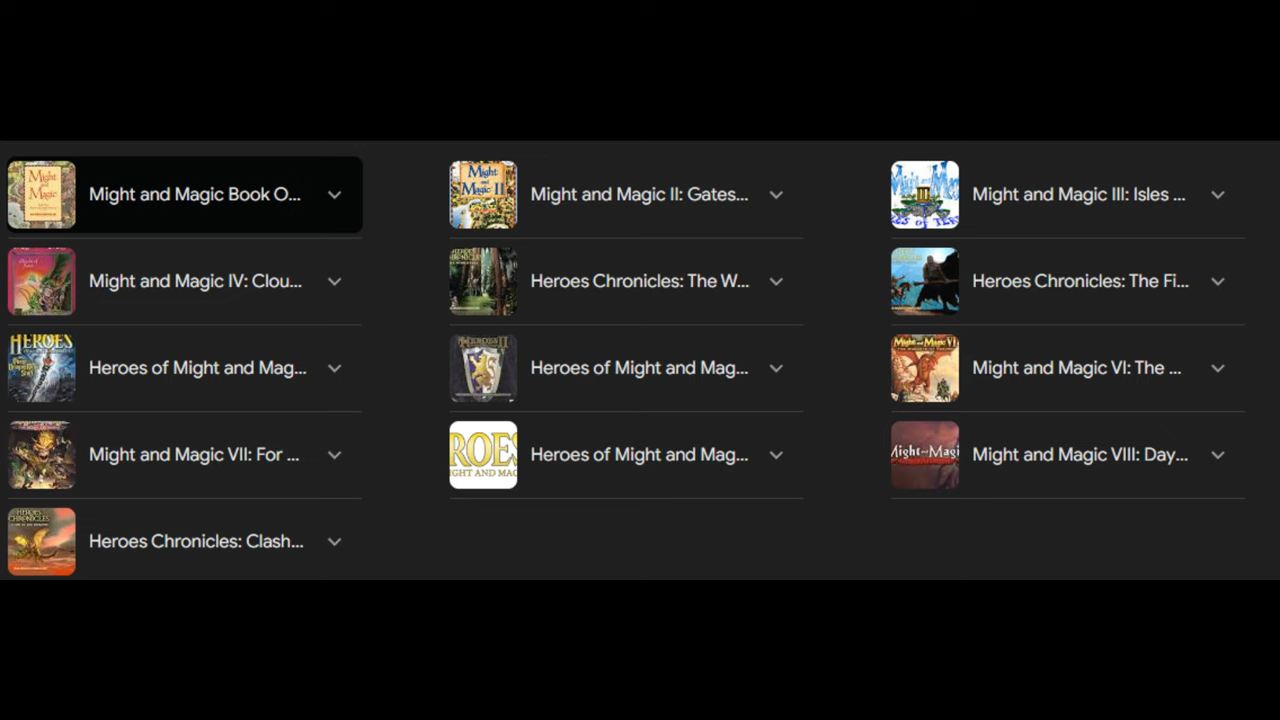 Might and Magic Book O...
Might and Magic II: Gates...
Might and Magic III: Isles ...
Might and Magic IV: Clou...
Heroes Chronicles: The W...
Heroes Chronicles: The Fi...
Heroes of Might and Mag...
Heroes of Might and Mag...
Might and Magic VI: The ...
Might and Magic VII: For ...
Heroes of Might and Mag...
Might and Magic VIII: Day...
Heroes Chronicles: Clash...